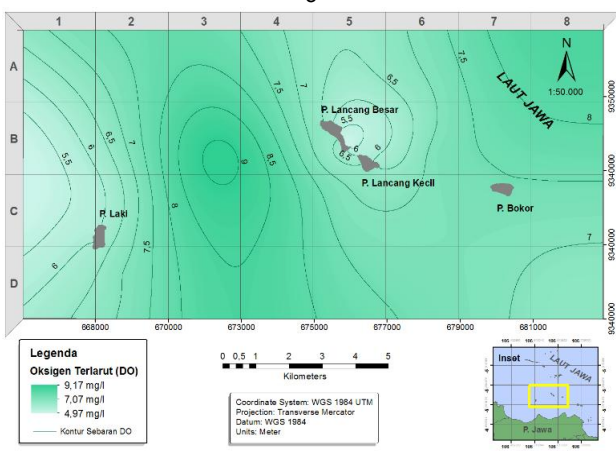 1 2 3 4 5 6 7 8
A
B
C
D
N
1:50.000
LAUT JAWA
P. Lancang Besar
P. Lancang Kecil
P. Bokor
P. Laki
5,5
6
6,5
7
7,5
8
9
8,5
7,5
7
6,5
5,5
6
6
6,5
7,5
8
7
6
7,5
9350000
9340000
9340000
9340000
668000 670000 673000 675000 677000 679000 681000
Legenda
Oksigen Terlarut (DO)
9,17 mg/l
7,07 mg/l
4,97 mg/l
Kontur Sebaran DO
0 0,5 1 2 3 4 5
Kilometers
Coordinate System: WGS 1984 UTM
Projection: Transverse Mercator
Datum: WGS 1984
Units: Meter
Inset
LAUT JAWA
P. Jawa